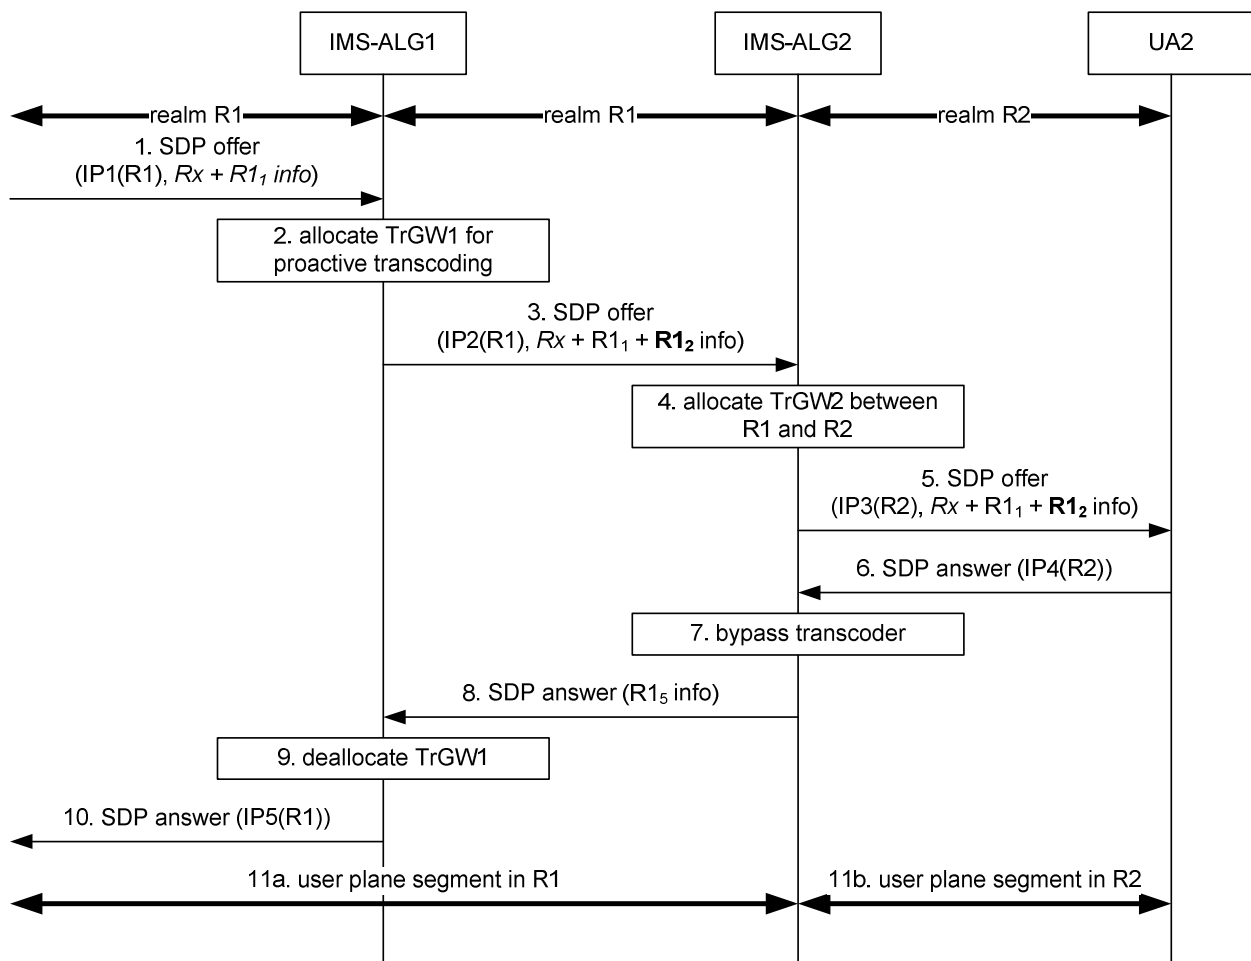 IMS-ALG1
IMS-ALG2
UA2
realm R1
realm R1
realm R2
1. SDP offer
(IP1(R1), Rx + R1₁ info)
2. allocate TrGW1 for
proactive transcoding
3. SDP offer
(IP2(R1), Rx + R1₁ + R1₂ info)
4. allocate TrGW2 between
R1 and R2
5. SDP offer
(IP3(R2), Rx + R1₁ + R1₂ info)
6. SDP answer (IP4(R2))
7. bypass transcoder
8. SDP answer (R1₅ info)
9. deallocate TrGW1
10. SDP answer (IP5(R1))
11a. user plane segment in R1
11b. user plane segment in R2